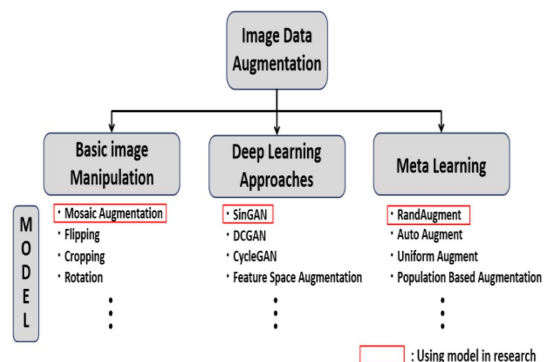 Image Data
Augmentation
Basic image
Manipulation
Deep Learning
Approaches
Meta Learning
MODEL
· Mosaic Augmentation
· Flipping
· Cropping
· Rotation
· SinGAN
· DCGAN
· CycleGAN
· Feature Space Augmentation
· RandAugment
· Auto Augment
· Uniform Augment
· Population Based Augmentation
: Using model in research